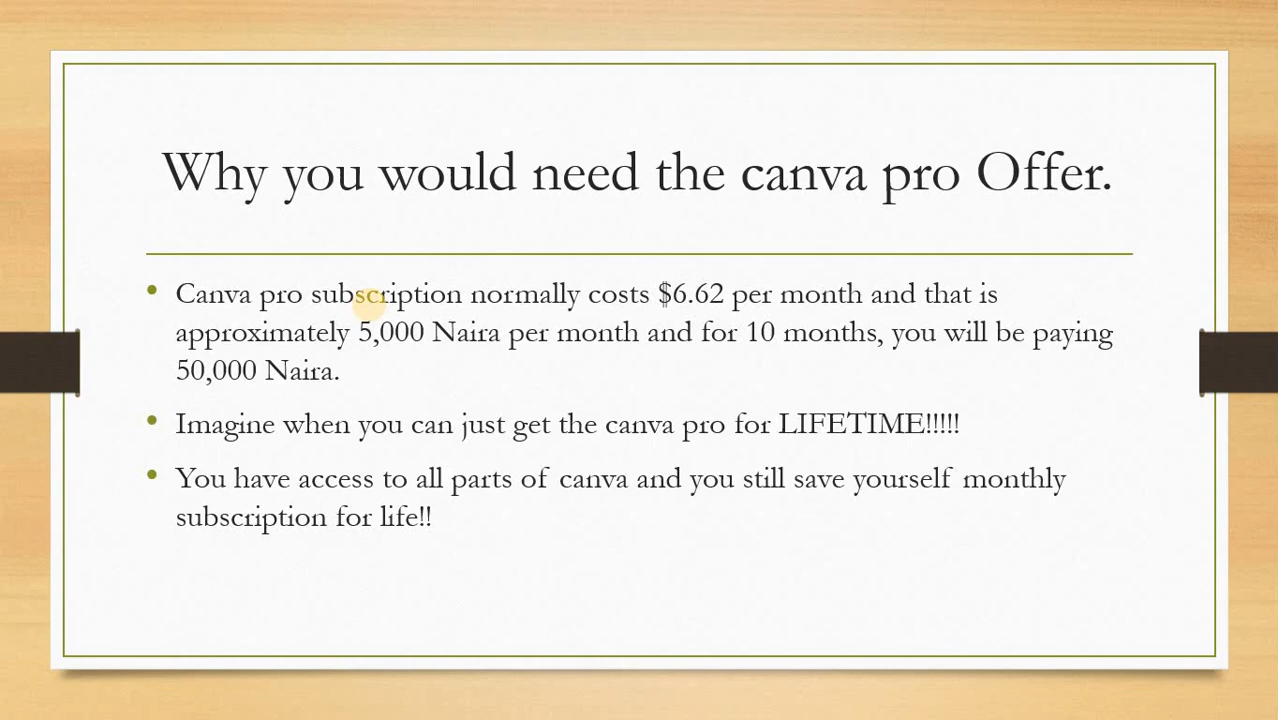 Why you would need the canva pro Offer.
• Canva pro subscription normally costs $6.62 per month and that is
approximately 5,000 Naira per month and for 10 months, you will be paying
50,000 Naira.
• Imagine when you can just get the canva pro for LIFETIME!!!!!
• You have access to all parts of canva and you still save yourself monthly
subscription for life!!